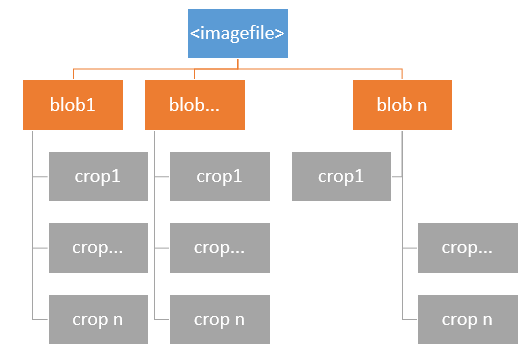 <imagefile>
blob1
blob...
blob n
crop1
crop1
crop1
crop...
crop...
crop...
crop n
crop n
crop n